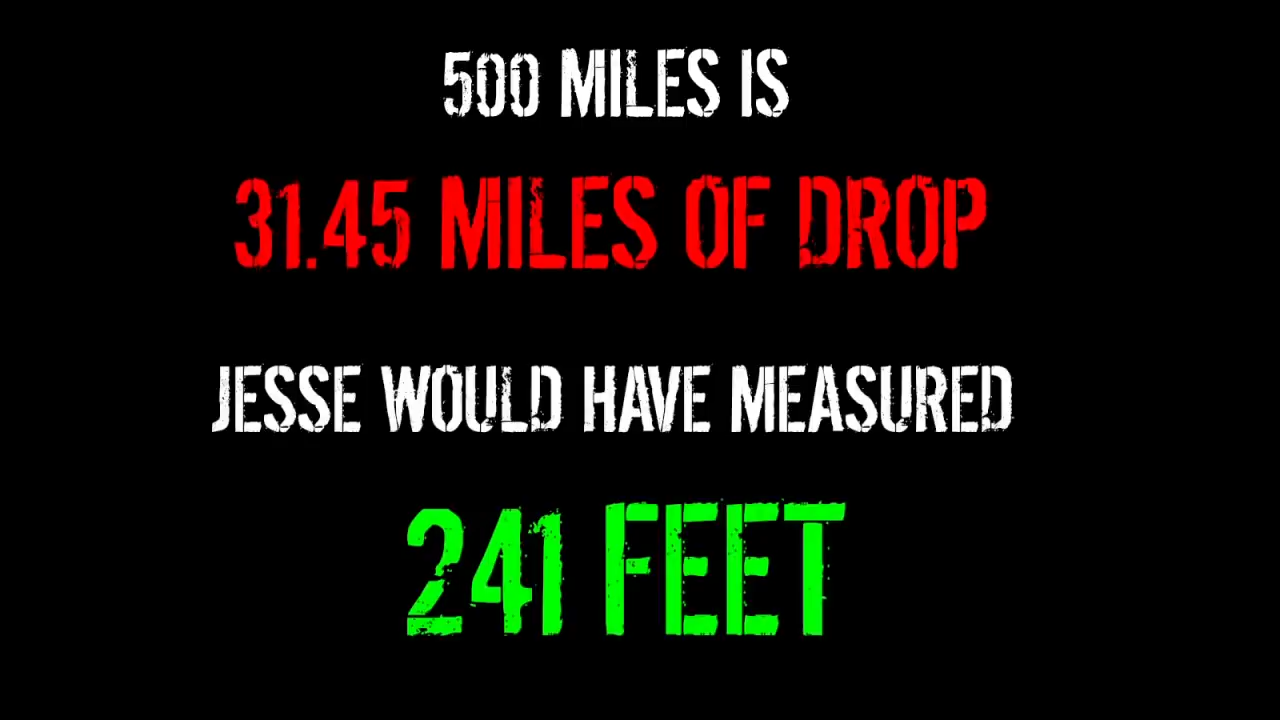 500 MILES IS
31.45 MILES OF DROP
JESSE WOULD HAVE MEASURED
241 FEET